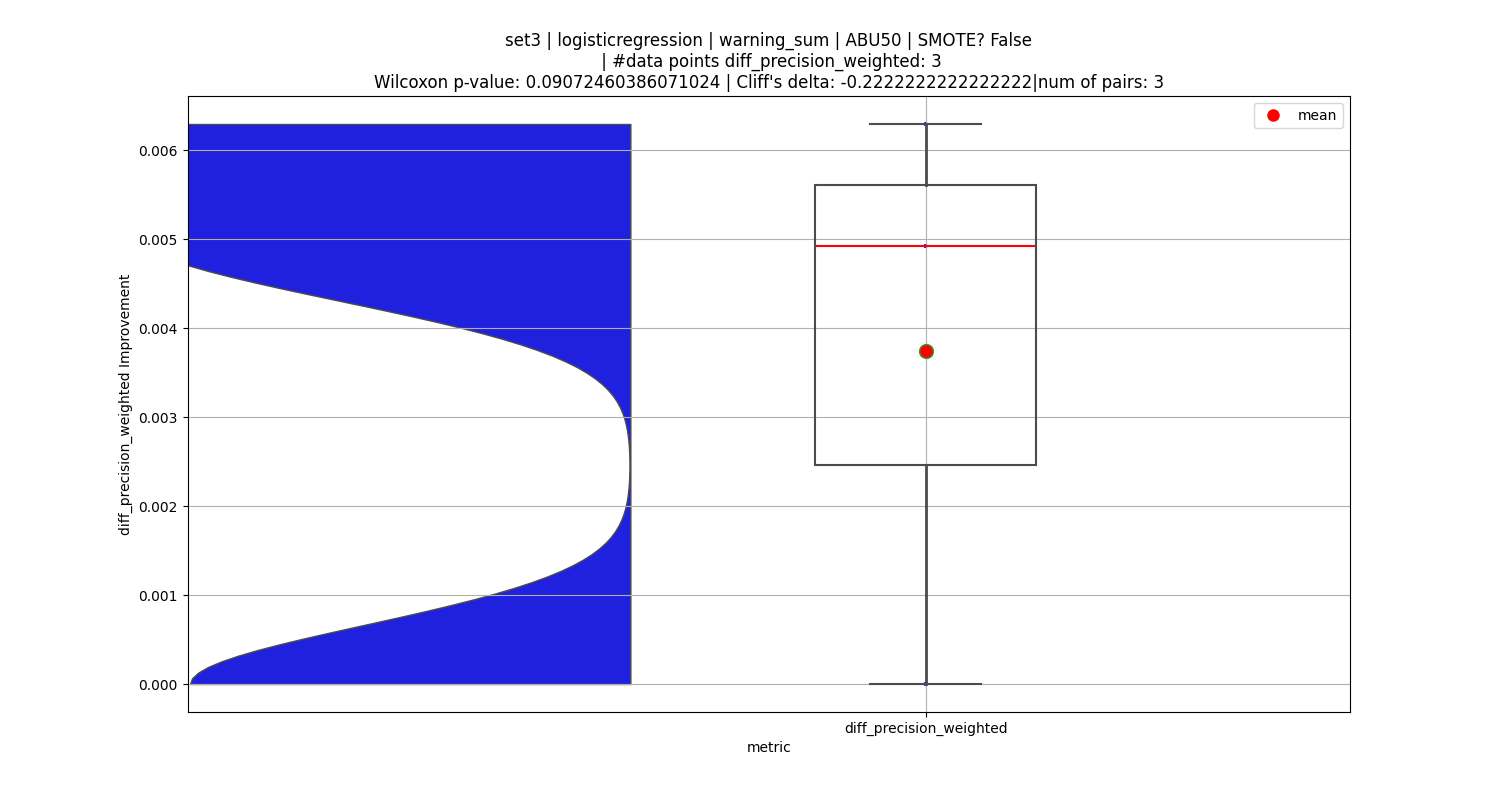 set3 | logisticregression | warning_sum | ABU50 | SMOTE? False
| #data points diff_precision_weighted: 3
Wilcoxon p-value: 0.09072460386071024 | Cliff's delta: -0.2222222222222222|num of pairs: 3
mean
0.006
0.005
0.004
0.003
0.002
0.001
0.000
diff_precision_weighted Improvement
diff_precision_weighted
metric